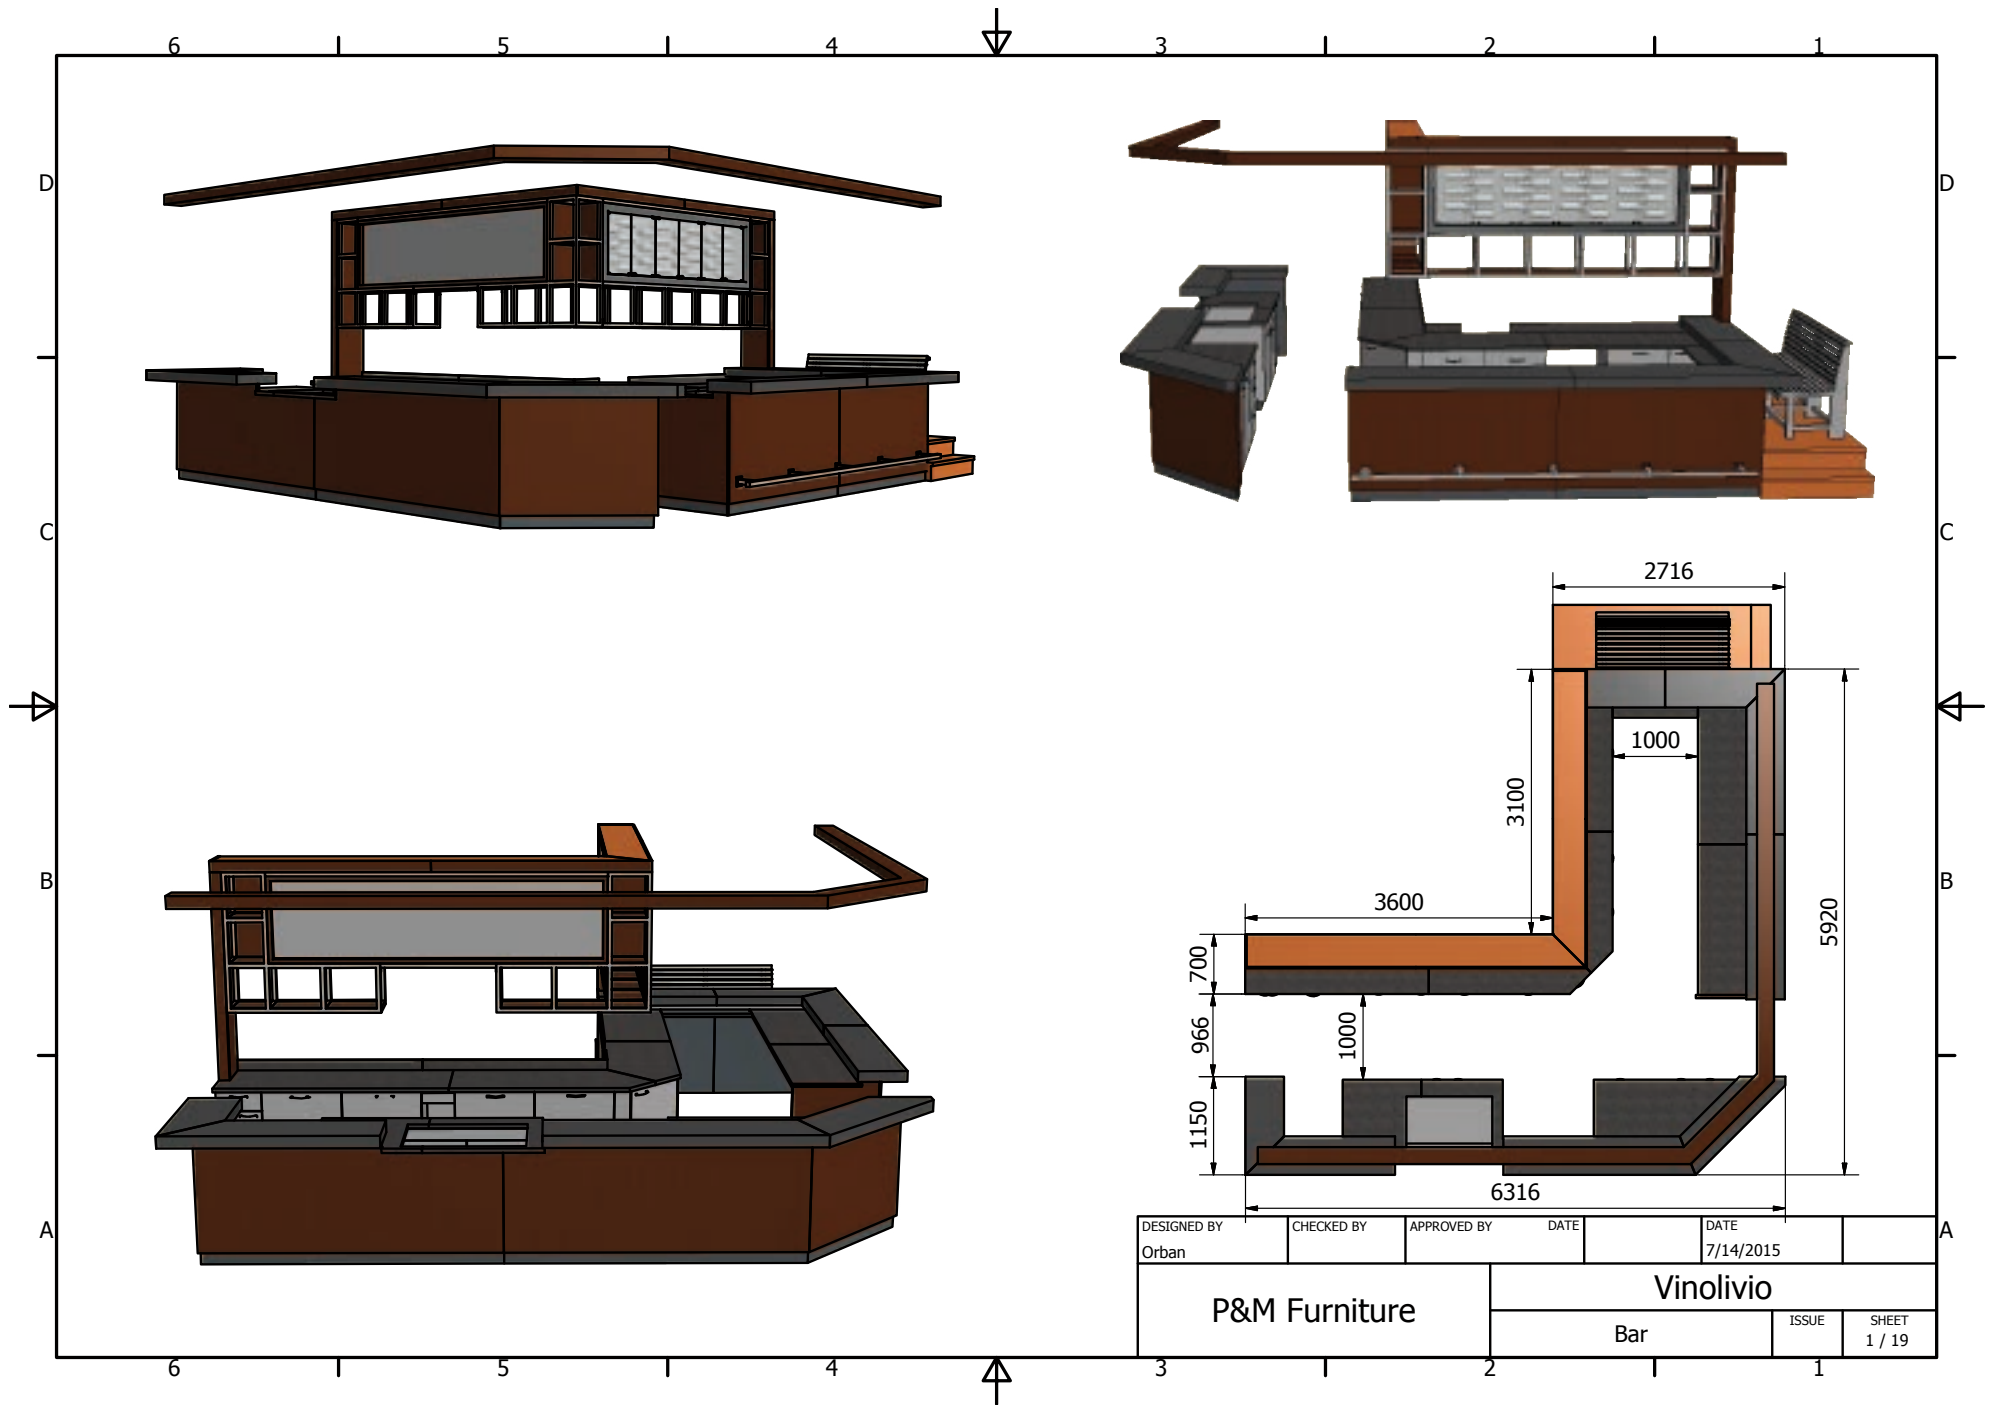 6 5 4 3 2 1
D D
C C
2716
1000
3100
3600
5920
B B
700
966
1000
1150
6316
A A
DESIGNED BY CHECKED BY APPROVED BY DATE DATE
Orban 7/14/2015
P&M Furniture
Vinolivio
Bar
ISSUE SHEET
1 / 19
6 5 4 3 2 1